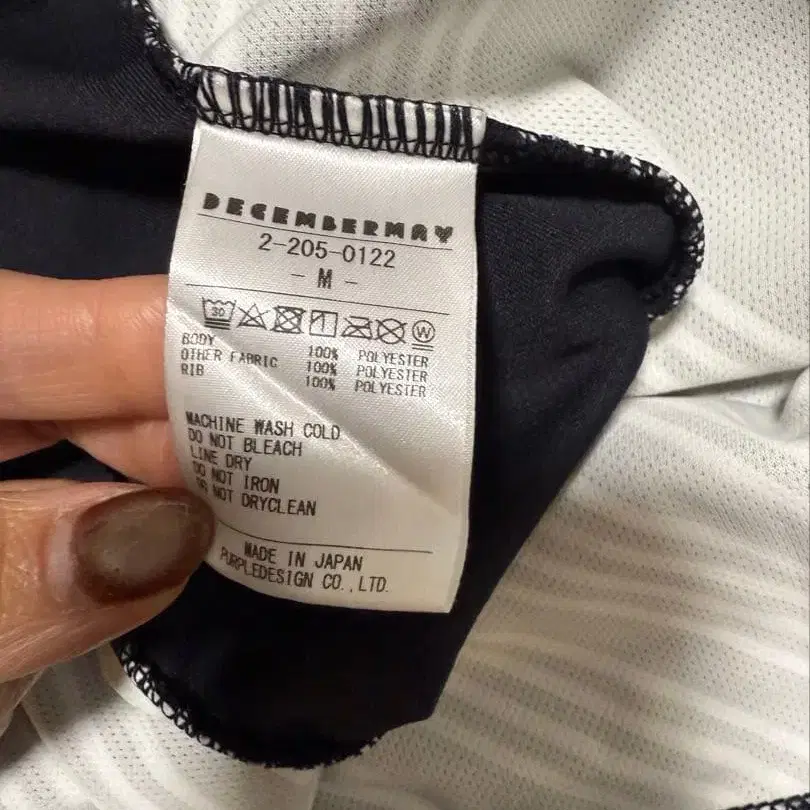 DECEMBERMAY
2-205-0122
- M -
30 W
BODY 100% POLYESTER
OTHER FABRIC 100% POLYESTER
RIB 100% POLYESTER
MACHINE WASH COLD
DO NOT BLEACH
LINE DRY
DO NOT IRON
DO NOT DRYCLEAN
MADE IN JAPAN
PURPLEDESIGN CO.,LTD.